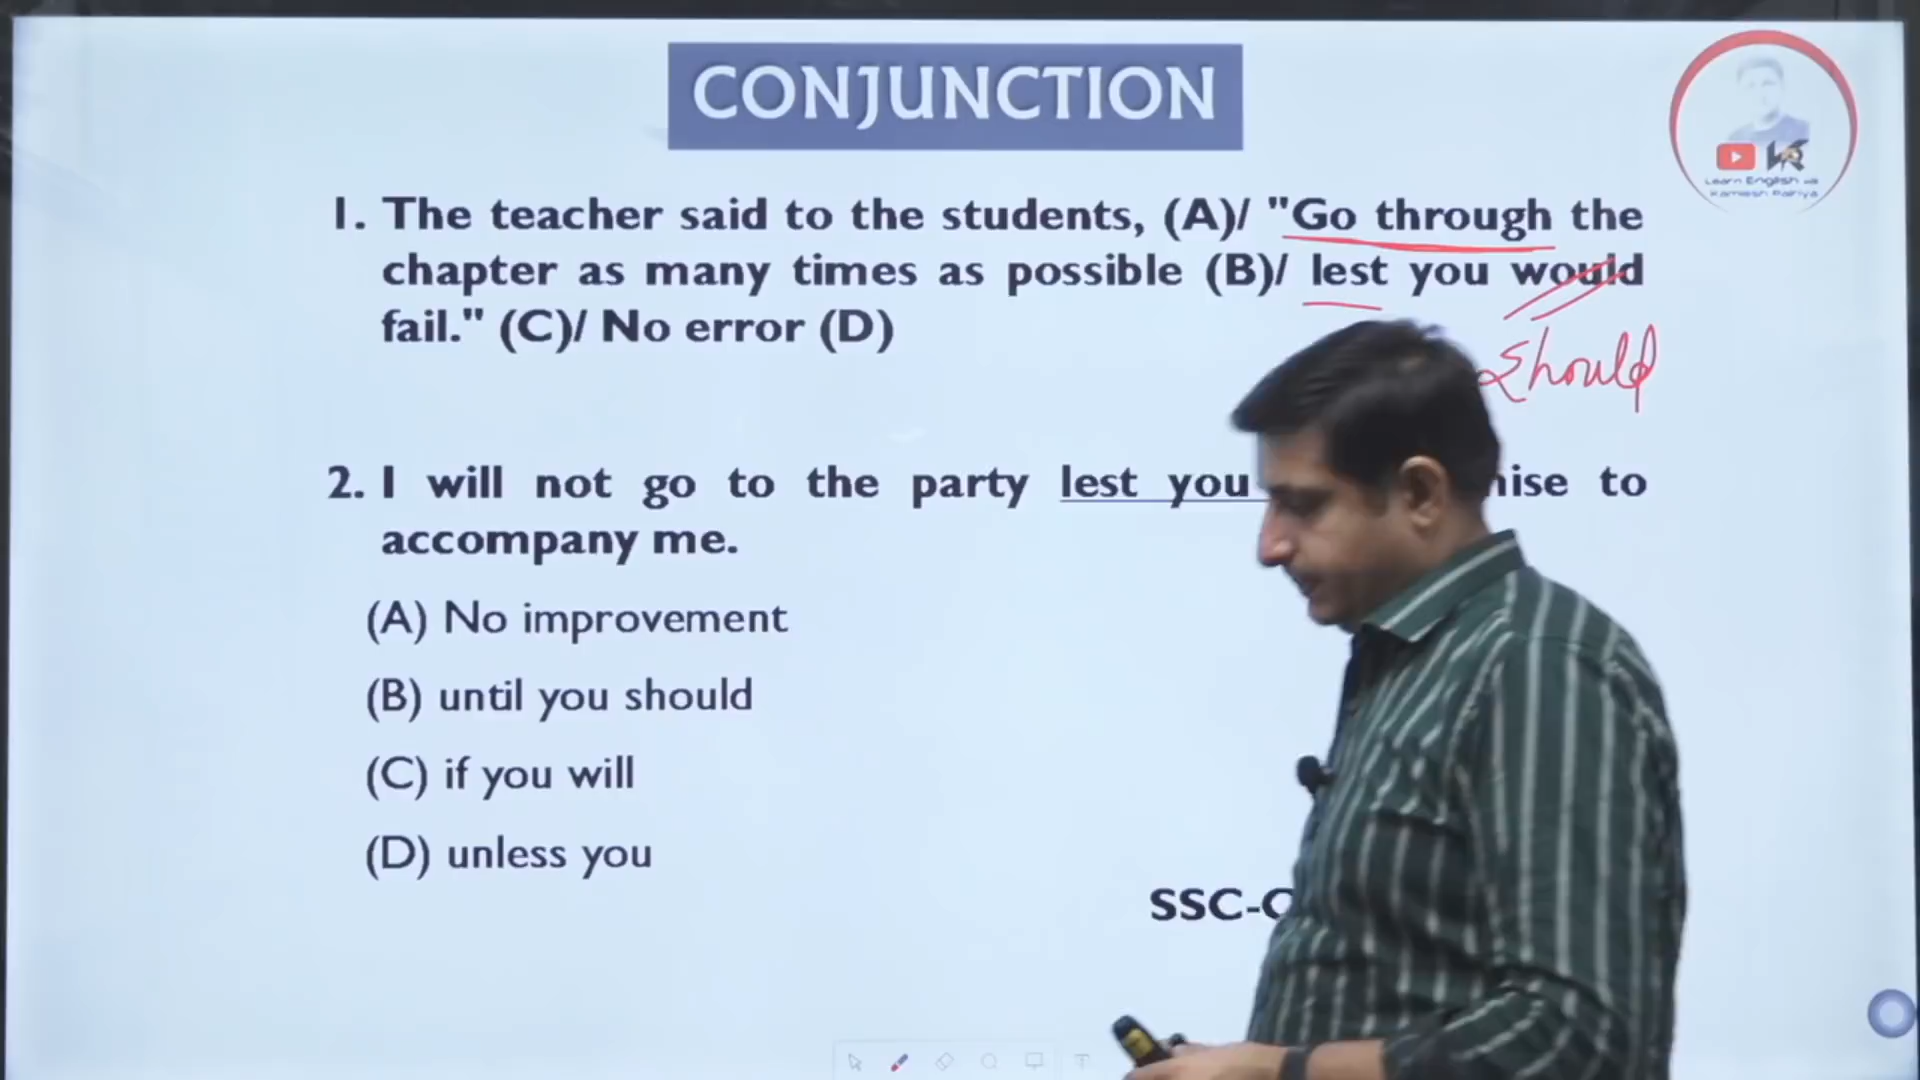 CONJUNCTION
1. The teacher said to the students, (A)/ "Go through the
chapter as many times as possible (B)/ lest you would
fail." (C)/ No error (D)
should
2. I will not go to the party lest you
to
accompany me.
(A) No improvement
(B) until you should
(C) if you will
(D) unless you
SSC-